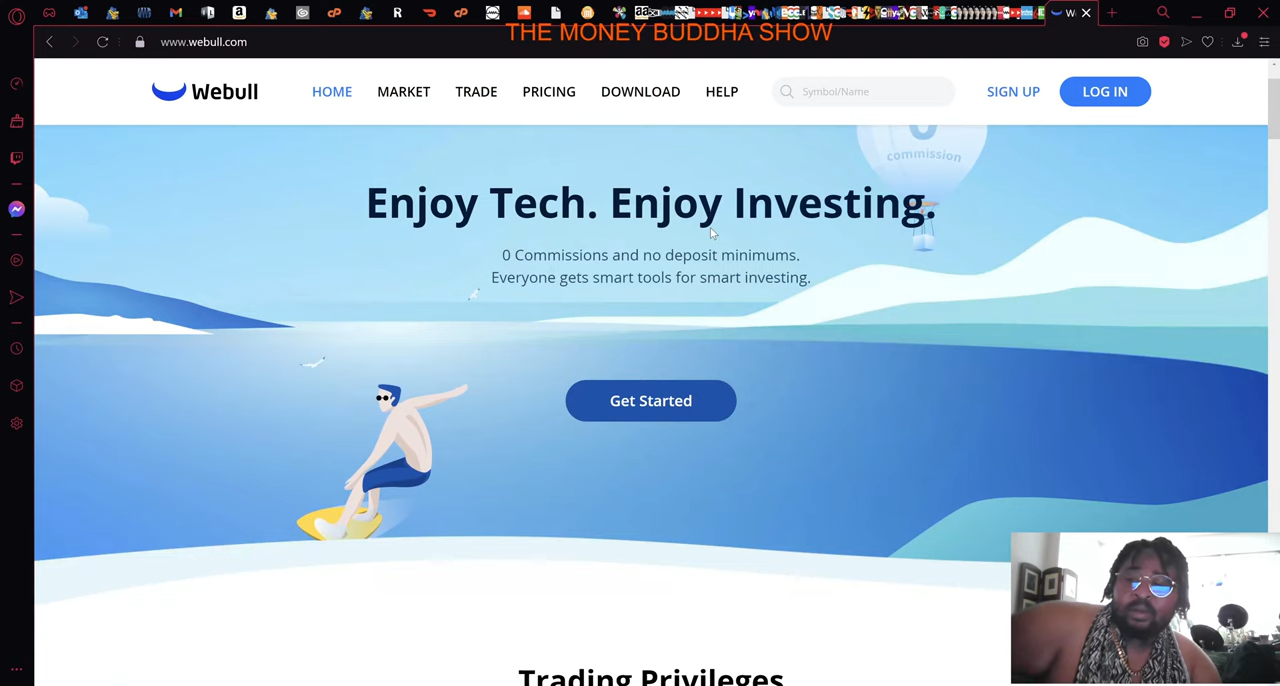 THE MONEY BUDDHA SHOW
www.webull.com
Webull
HOME MARKET TRADE PRICING DOWNLOAD HELP
Symbol/Name
SIGN UP LOG IN
commission
Enjoy Tech. Enjoy Investing.
0 Commissions and no deposit minimums.
Everyone gets smart tools for smart investing.
Get Started
Trading Privileges